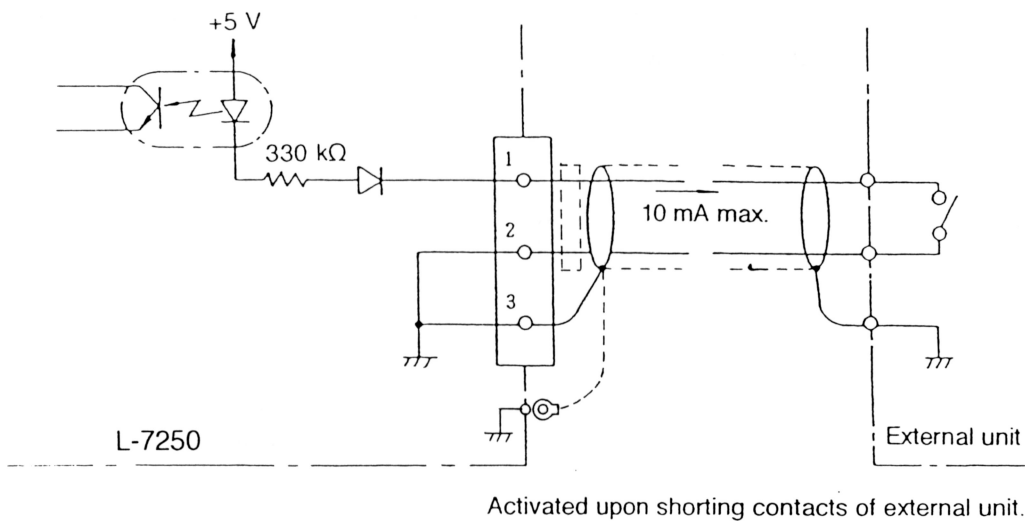 +5 V
330 kΩ
1
10 mA max.
2
3
L-7250
External unit
Activated upon shorting contacts of external unit.